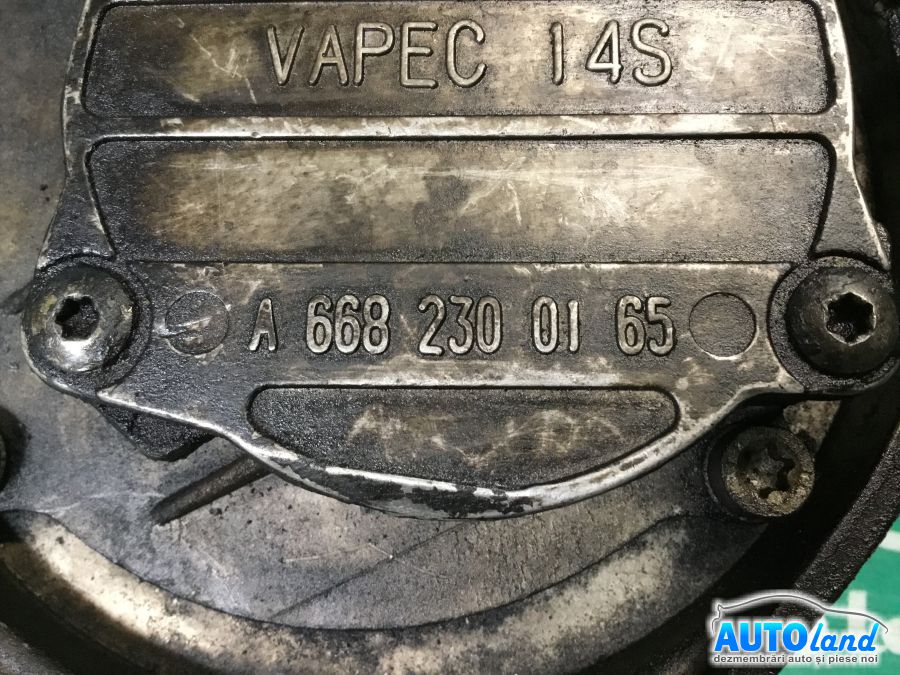 VAPEC 14S
A 668 230 01 65
AUTOland
dezmembrări auto și piese noi